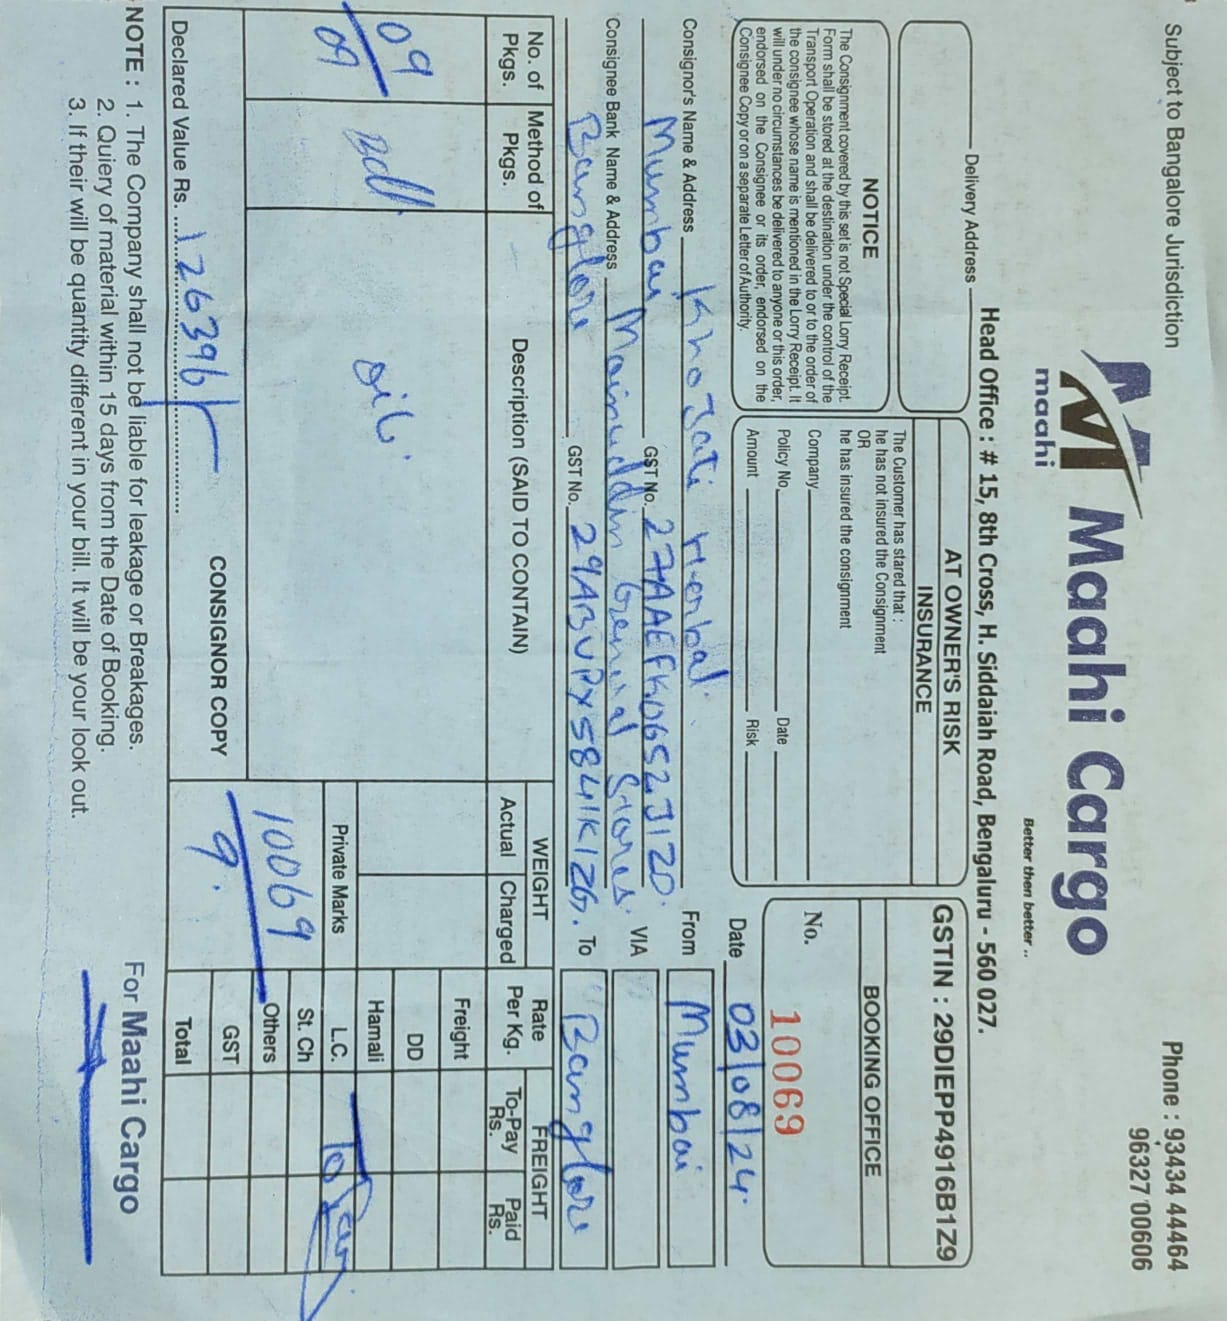 Subject to Bangalore Jurisdiction
Phone : 93434 44464
96327 00606
maahi
Maahi Cargo
Better then better ..
Head Office : # 15, 8th Cross, H. Siddaiah Road, Bengaluru - 560 027.
Delivery Address
NOTICE
The Consignment covered by this set is not Special Lorry Receipt.
Form shall be stored at the destination under the control of the
Transport Operation and shall be delivered to or to the order of
the consignee whose name is mentioned in the Lorry Receipt. It
will under no circumstances be delivered to anyone or this order,
endorsed on the Consignee or its order, endorsed on the
Consignee Copy or on a separate Letter of Authority.
AT OWNER'S RISK
INSURANCE
The Customer has stared that :
he has not insured the Consignment
OR
he has insured the consignment
Company
Policy No. Date
Amount Risk
GSTIN : 29DIEPP4916B1Z9
BOOKING OFFICE
No. 10069
Date 03/08/24
Consignor's Name & Address
Mumbai GST No. 27AAAEFK0652J1ZO
From Mumbai
Consignee Bank Name & Address Mainuddin General Stores. VIA
Banglore GST No. 29ABVPX5841K1ZG. To Banglore
No. of Pkgs.
Method of Pkgs.
Description (SAID TO CONTAIN)
WEIGHT
Actual Charged
Rate Per Kg.
FREIGHT
To-Pay Rs.
Paid Rs.
09
09
oil
Freight
DD
Hamali
Private Marks
L.C.
To Pay
St. Ch
10069
9.
Others
GST
Total
CONSIGNOR COPY
Declared Value Rs. 126396/
NOTE : 1. The Company shall not be liable for leakage or Breakages.
2. Quiery of material within 15 days from the Date of Booking.
3. If their will be quantity different in your bill. It will be your look out.
For Maahi Cargo